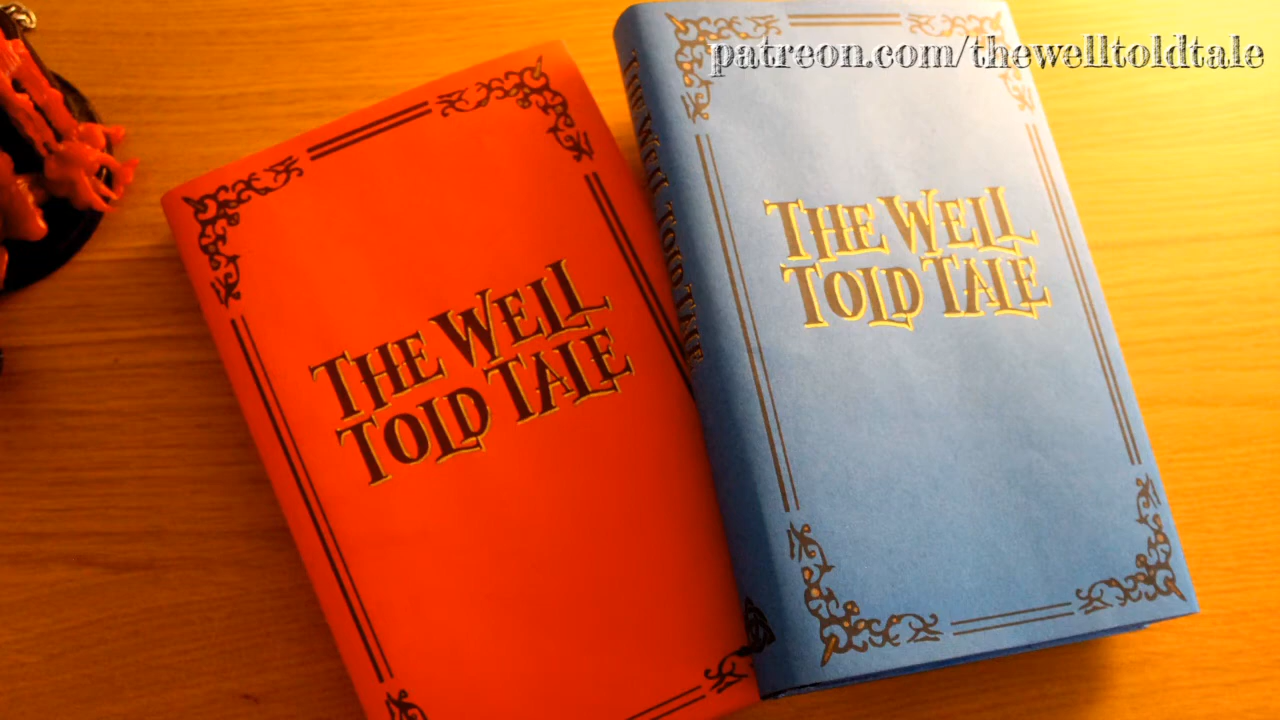 patreon.com/thewelltoldtale
THE WELL
TOLD TALE
THE WELL TOLD TALE
THE WELL
TOLD TALE